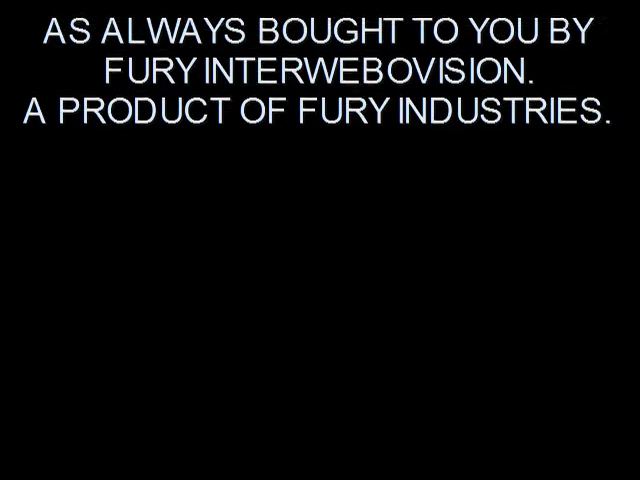 AS ALWAYS BOUGHT TO YOU BY
FURY INTERWEBOVISION.
A PRODUCT OF FURY INDUSTRIES.